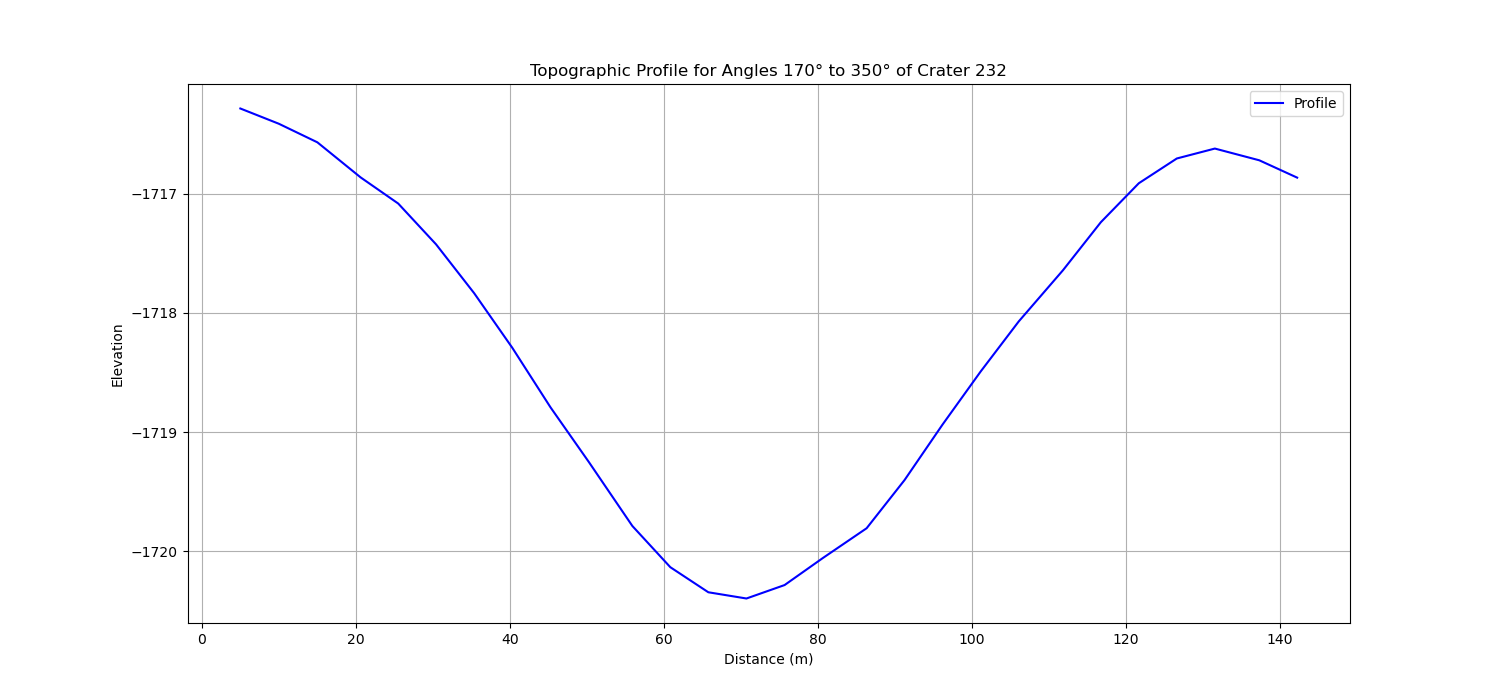 Topographic Profile for Angles 170° to 350° of Crater 232
Profile
−1717
−1718
−1719
−1720
Elevation
0 20 40 60 80 100 120 140
Distance (m)